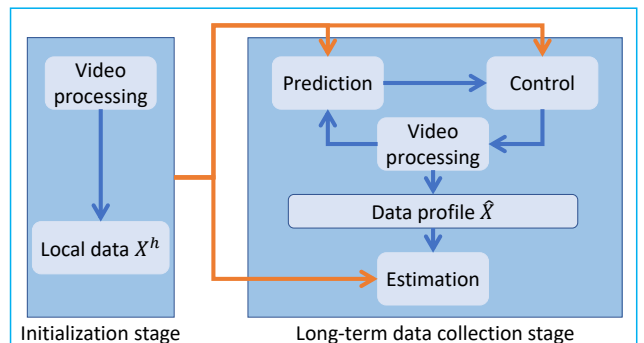 Video
processing
Local data X^h
Initialization stage
Prediction
Control
Video
processing
Data profile X̂
Estimation
Long-term data collection stage